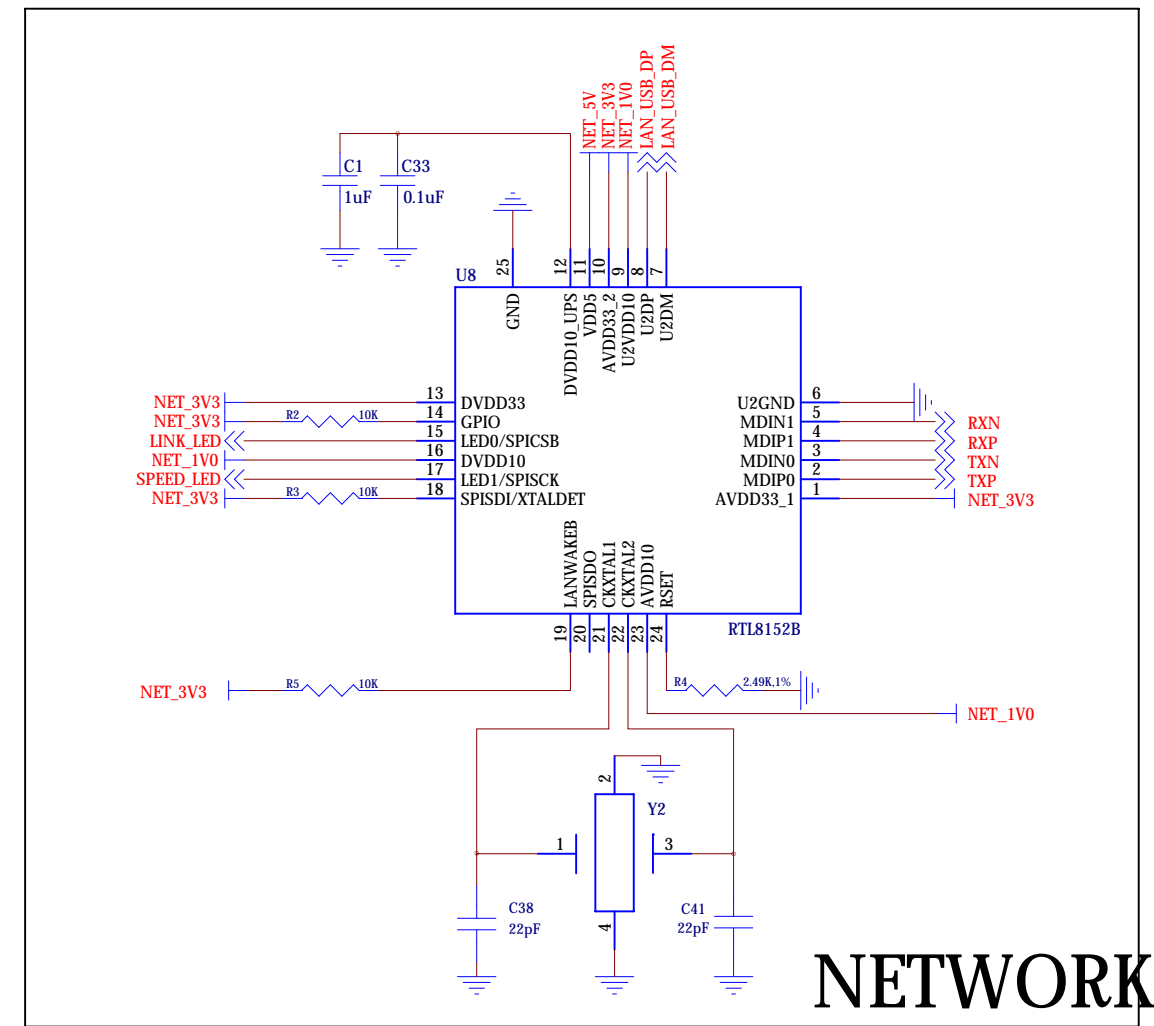 NET_5V
NET_3V3
NET_1V0
LAN_USB_DP
LAN_USB_DM
C1
1uF
C33
0.1uF
U8
25
12
11
10
9
8
7
GND
DVDD10_UPS
VDD5
AVDD33_2
U2VDD10
U2DP
U2DM
NET_3V3 13 DVDD33
NET_3V3 R2 10K 14 GPIO
LINK_LED 15 LED0/SPICSB
NET_1V0 16 DVDD10
SPEED_LED 17 LED1/SPISCK
NET_3V3 R3 10K 18 SPISDI/XTALDET
U2GND 6
MDIN1 5 RXN
MDIP1 4 RXP
MDIN0 3 TXN
MDIP0 2 TXP
AVDD33_1 1 NET_3V3
LANWAKEB
SPISDO
CKXTAL1
CKXTAL2
AVDD10
RSET
19
20
21
22
23
24
RTL8152B
NET_3V3 R5 10K
R4 2.49K,1%
NET_1V0
2
Y2
1
3
4
C38
22pF
C41
22pF
NETWORK